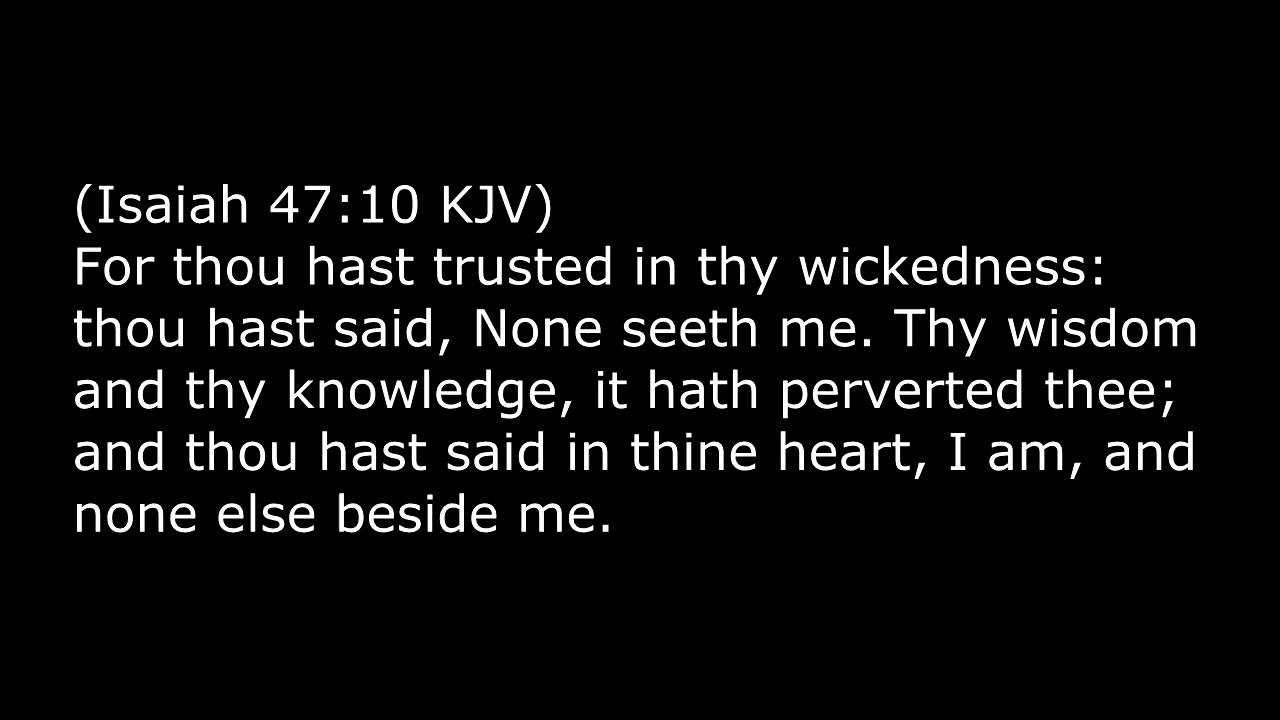 (Isaiah 47:10 KJV)
For thou hast trusted in thy wickedness:
thou hast said, None seeth me. Thy wisdom
and thy knowledge, it hath perverted thee;
and thou hast said in thine heart, I am, and
none else beside me.